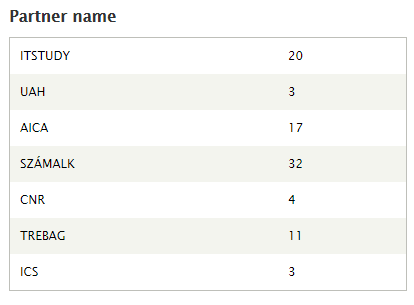 Partner name
ITSTUDY 20
UAH 3
AICA 17
SZÁMALK 32
CNR 4
TREBAG 11
ICS 3